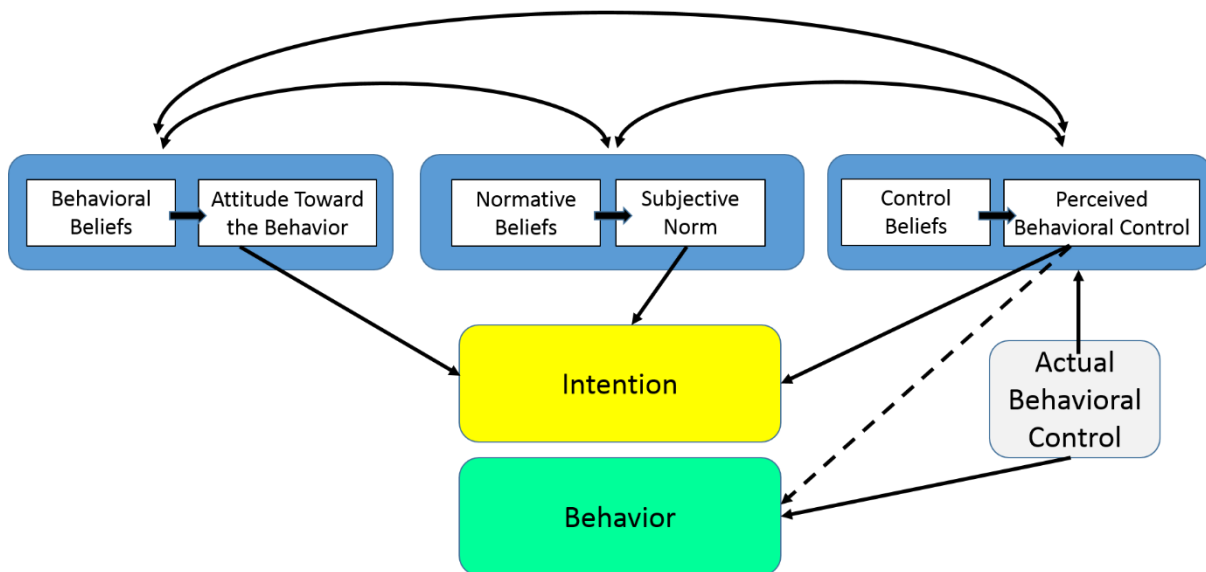 Behavioral
Beliefs
Attitude Toward
the Behavior
Normative
Beliefs
Subjective
Norm
Control
Beliefs
Perceived
Behavioral Control
Intention
Actual
Behavioral
Control
Behavior